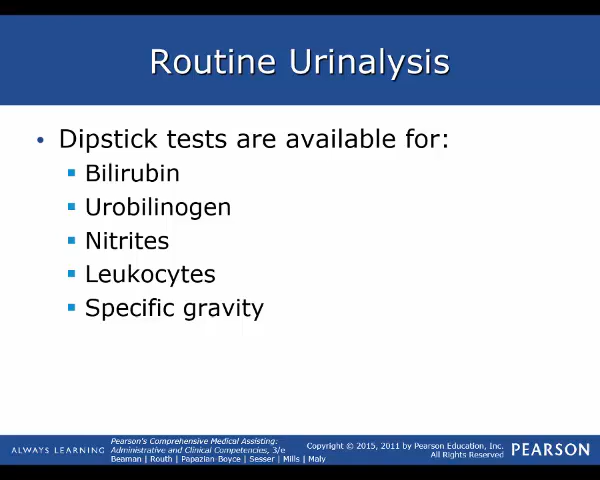 Routine Urinalysis
• Dipstick tests are available for:
▪ Bilirubin
▪ Urobilinogen
▪ Nitrites
▪ Leukocytes
▪ Specific gravity
ALWAYS LEARNING
Pearson's Comprehensive Medical Assisting:
Administrative and Clinical Competencies, 3/e
Beaman | Routh | Papazian-Boyce | Sesser | Mills | Maly
Copyright © 2015, 2011 by Pearson Education, Inc.
All Rights Reserved
PEARSON